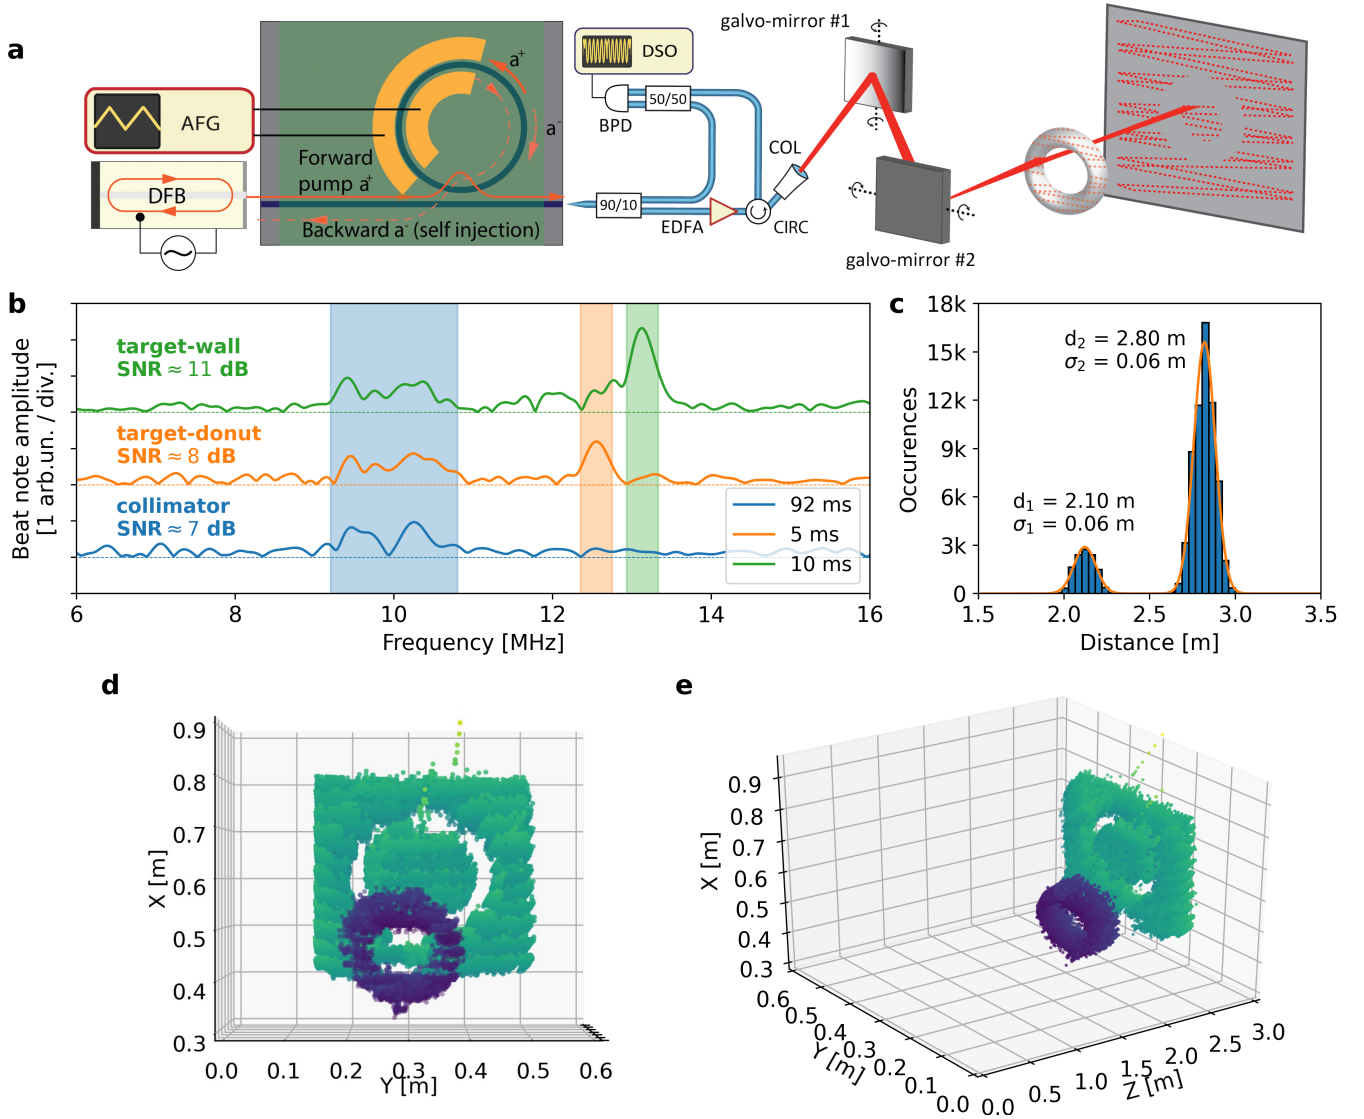 a
AFG
DFB
Forward
pump a⁺
Backward a⁻ (self injection)
a⁺
a⁻
DSO
50/50
BPD
90/10
EDFA
CIRC
COL
galvo-mirror #1
galvo-mirror #2
b
target-wall
SNR ≈ 11 dB
target-donut
SNR ≈ 8 dB
collimator
SNR ≈ 7 dB
92 ms
5 ms
10 ms
Beat note amplitude
[1 arb.un. / div.]
6 8 10 12 14 16
Frequency [MHz]
c
18k
15k
12k
9k
6k
3k
0
Occurences
d₂ = 2.80 m
σ₂ = 0.06 m
d₁ = 2.10 m
σ₁ = 0.06 m
1.5 2.0 2.5 3.0 3.5
Distance [m]
d
0.9
0.8
0.7
0.6
0.5
0.4
0.3
X [m]
0.0 0.1 0.2 0.3 0.4 0.5 0.6
Y [m]
e
0.9
0.8
0.7
0.6
0.5
0.4
0.3
X [m]
0.6
0.5
0.4
0.3
0.2
0.1
0.0
Y [m]
0.0 0.5 1.0 1.5 2.0 2.5 3.0
Z [m]